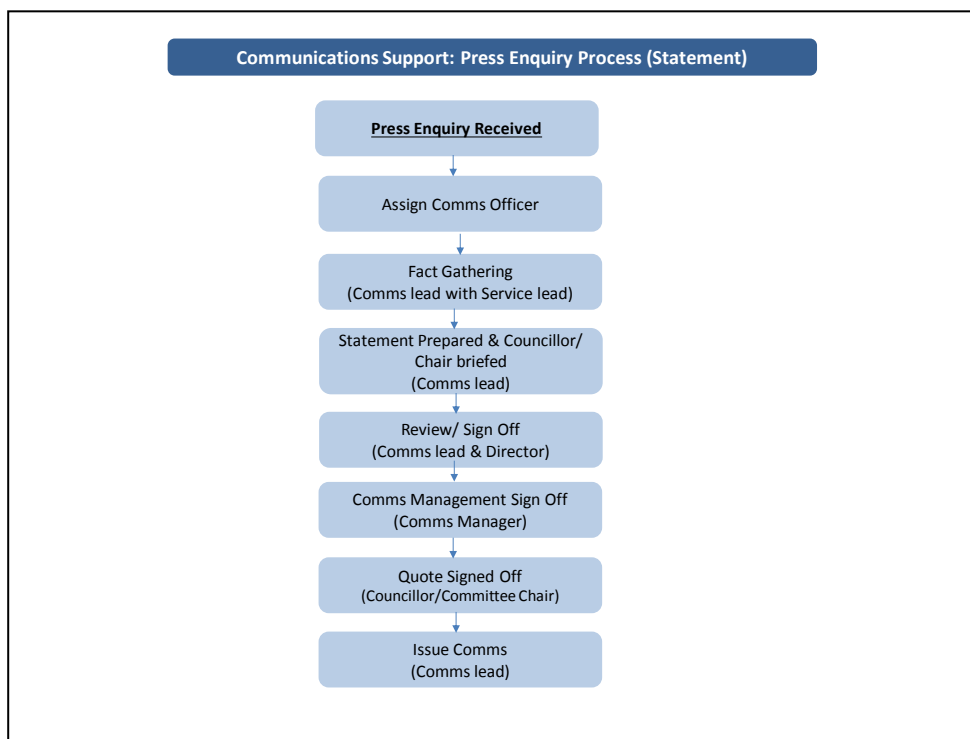 Communications Support: Press Enquiry Process (Statement)
Press Enquiry Received
Assign Comms Officer
Fact Gathering
(Comms lead with Service lead)
Statement Prepared & Councillor/
Chair briefed
(Comms lead)
Review/ Sign Off
(Comms lead & Director)
Comms Management Sign Off
(Comms Manager)
Quote Signed Off
(Councillor/Committee Chair)
Issue Comms
(Comms lead)